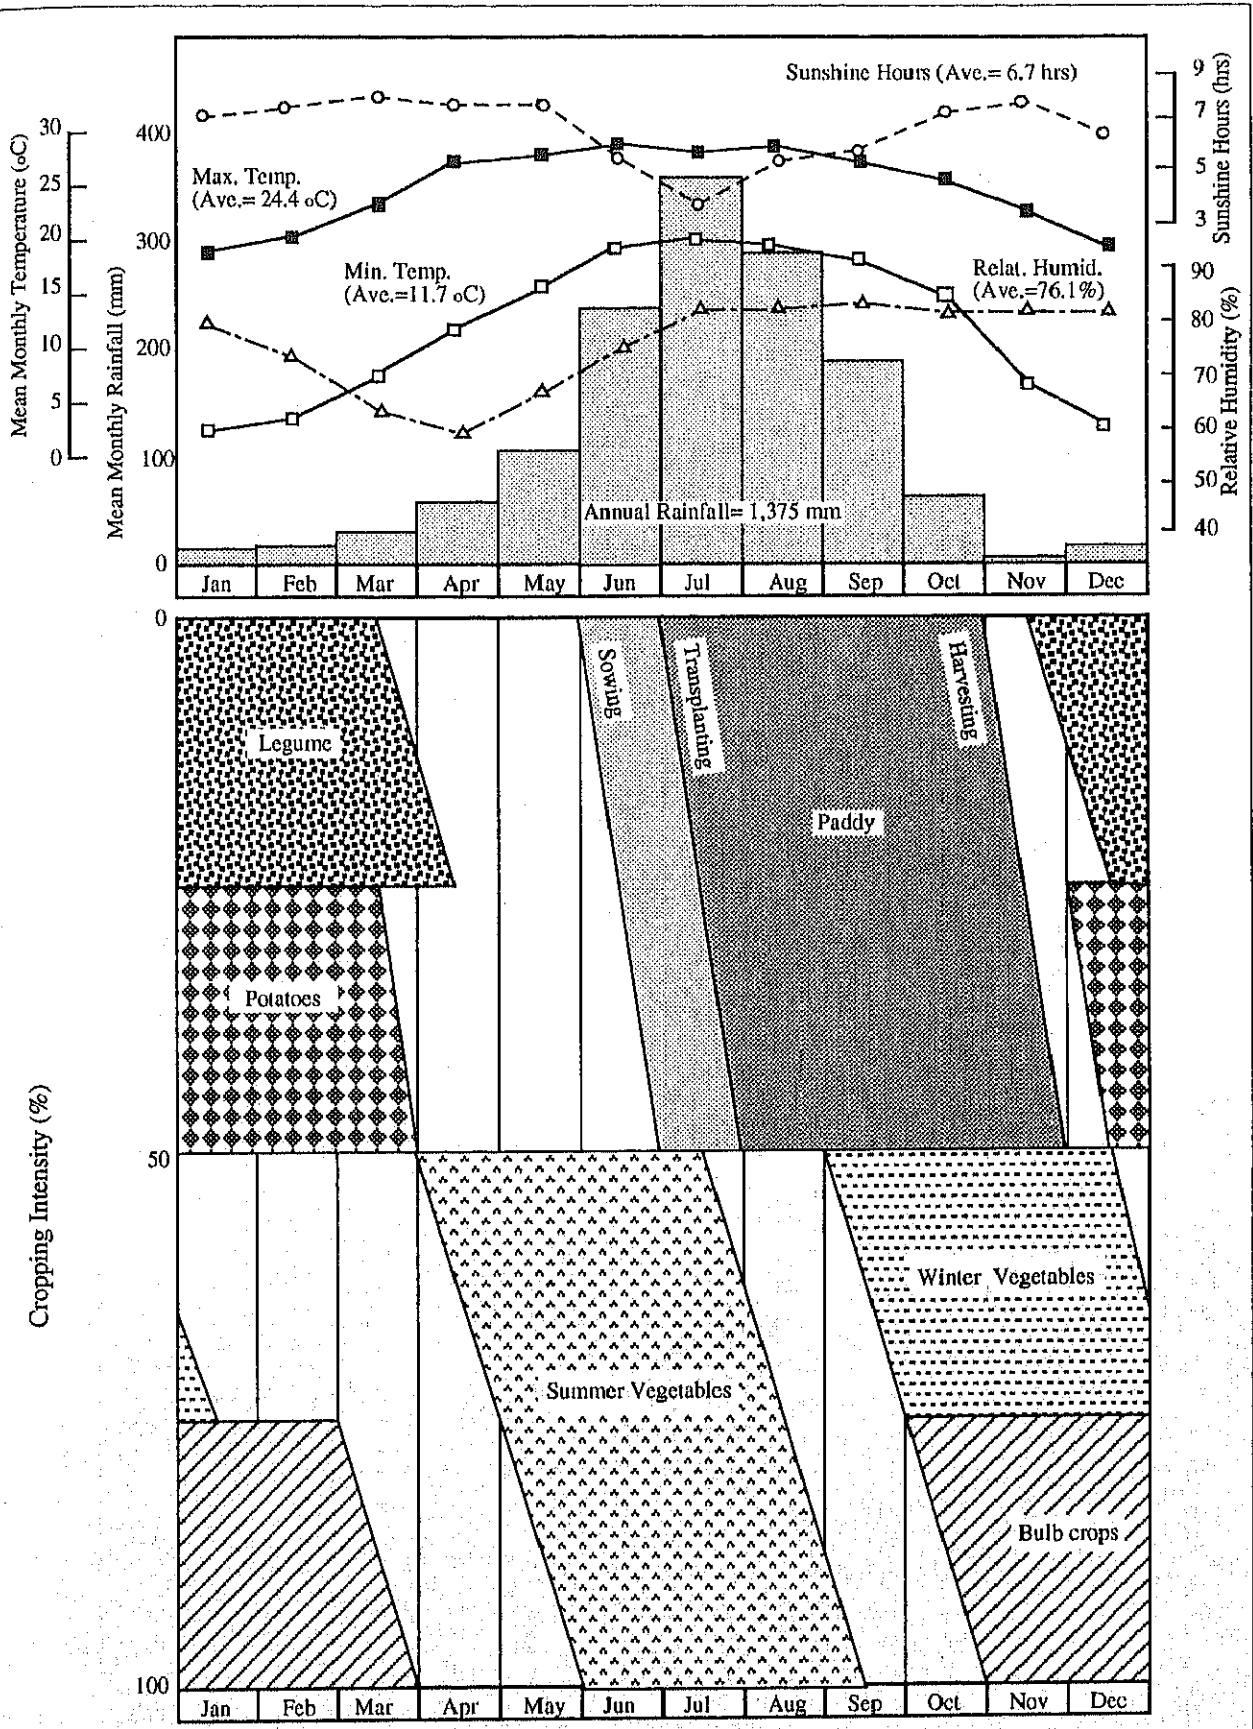 Sunshine Hours (Ave.= 6.7 hrs)
Max. Temp.
(Ave.= 24.4 oC)
Min. Temp.
(Ave.=11.7 oC)
Relat. Humid.
(Ave.=76.1%)
Annual Rainfall= 1,375 mm
Mean Monthly Temperature (oC)
30
25
20
15
10
5
0
Mean Monthly Rainfall (mm)
400
300
200
100
0
9
7
5
3
Sunshine Hours (hrs)
90
80
70
60
50
40
Relative Humidity (%)
Jan Feb Mar Apr May Jun Jul Aug Sep Oct Nov Dec
Cropping Intensity (%)
0
50
100
Legume
Sowing
Transplanting
Harvesting
Paddy
Potatoes
Winter Vegetables
Summer Vegetables
Bulb crops
Jan Feb Mar Apr May Jun Jul Aug Sep Oct Nov Dec